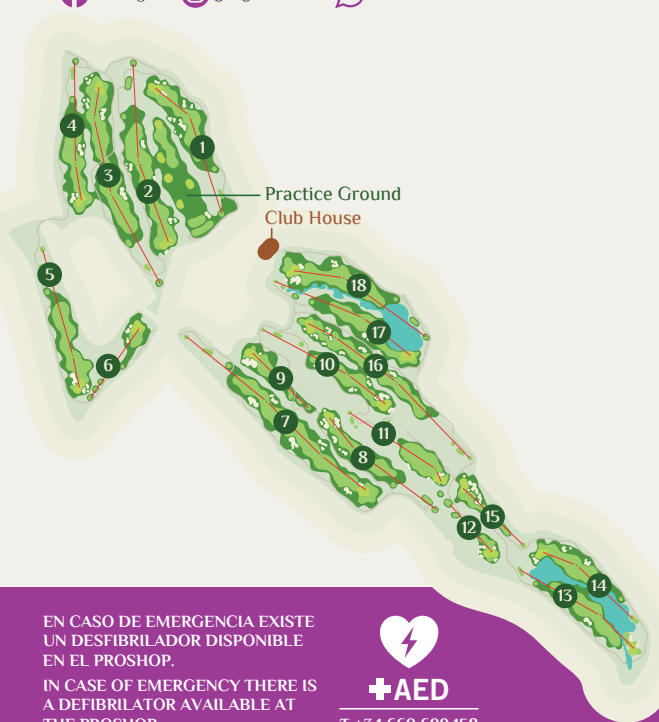 4
1
3
2
Practice Ground
Club House
5
18
17
6
10
16
9
7
11
8
15
12
14
13
EN CASO DE EMERGENCIA EXISTE
UN DESFIBRILADOR DISPONIBLE
EN EL PROSHOP.
IN CASE OF EMERGENCY THERE IS
A DEFIBRILATOR AVAILABLE AT
THE PROSHOP
AED